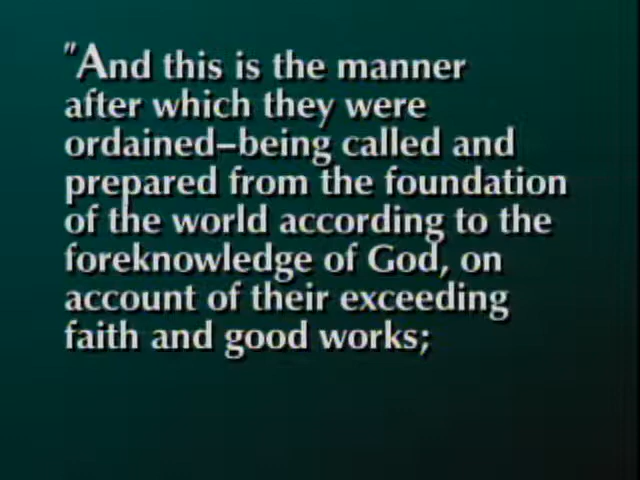 "And this is the manner
after which they were
ordained–being called and
prepared from the foundation
of the world according to the
foreknowledge of God, on
account of their exceeding
faith and good works;